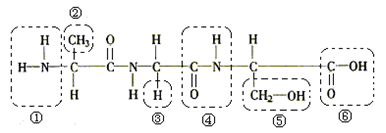 ②
H CH₃ O H H H
H-N-C-C-N-C-C-N-C-C-OH
H H H O CH₂-OH O
① ③ ④ ⑤ ⑥